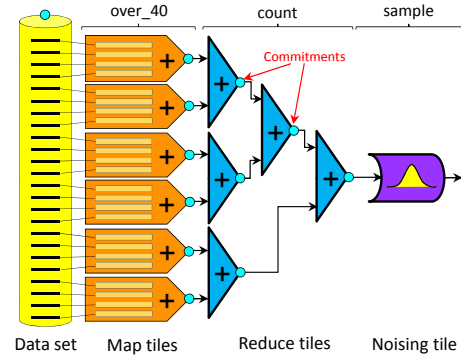 over_40 count sample
Commitments
+ +
+ +
+
+ +
+
+ +
+ +
+ +
Data set Map tiles Reduce tiles Noising tile